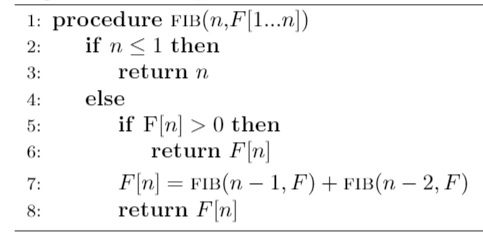 1: procedure FIB(n,F[1...n])
2: if n ≤ 1 then
3: return n
4: else
5: if F[n] > 0 then
6: return F[n]
7: F[n] = FIB(n − 1, F) + FIB(n − 2, F)
8: return F[n]